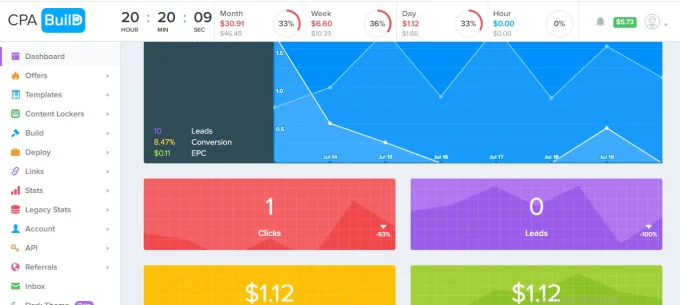 CPA BuilD
20 : 20 : 09
HOUR MIN SEC
Month
$30.91
$46.45
33%
Week
$6.60
$10.39
36%
Day
$1.12
$1.66
33%
Hour
$0.00
$0.00
0%
$5.73
Dashboard
Offers
Templates
Content Lockers
Build
Deploy
Links
Stats
Legacy Stats
Account
API
Referrals
Inbox
Dark Theme
1.5
1.0
0.5
10 Leads
8.47% Conversion
$0.11 EPC
Jul 14 Jul 15 Jul 16 Jul 17 Jul 18 Jul 19
1
Clicks
-93%
0
Leads
-100%
$1.12
$1.12